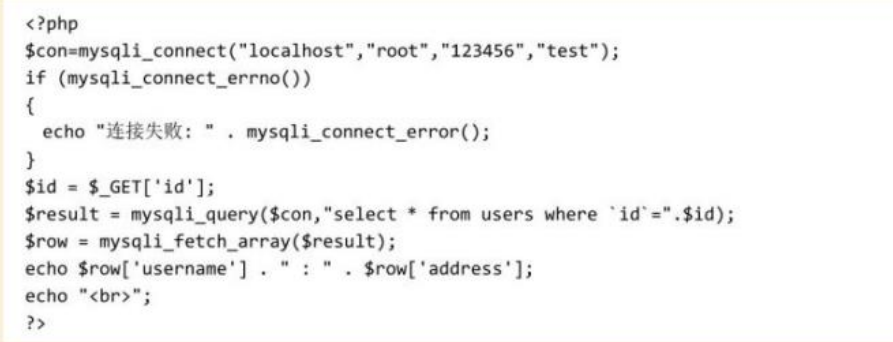 <?php
$con=mysqli_connect("localhost","root","123456","test");
if (mysqli_connect_errno())
{
echo "连接失败: " . mysqli_connect_error();
}
$id = $_GET['id'];
$result = mysqli_query($con,"select * from users where `id`=".$id);
$row = mysqli_fetch_array($result);
echo $row['username'] . " : " . $row['address'];
echo "<br>";
?>